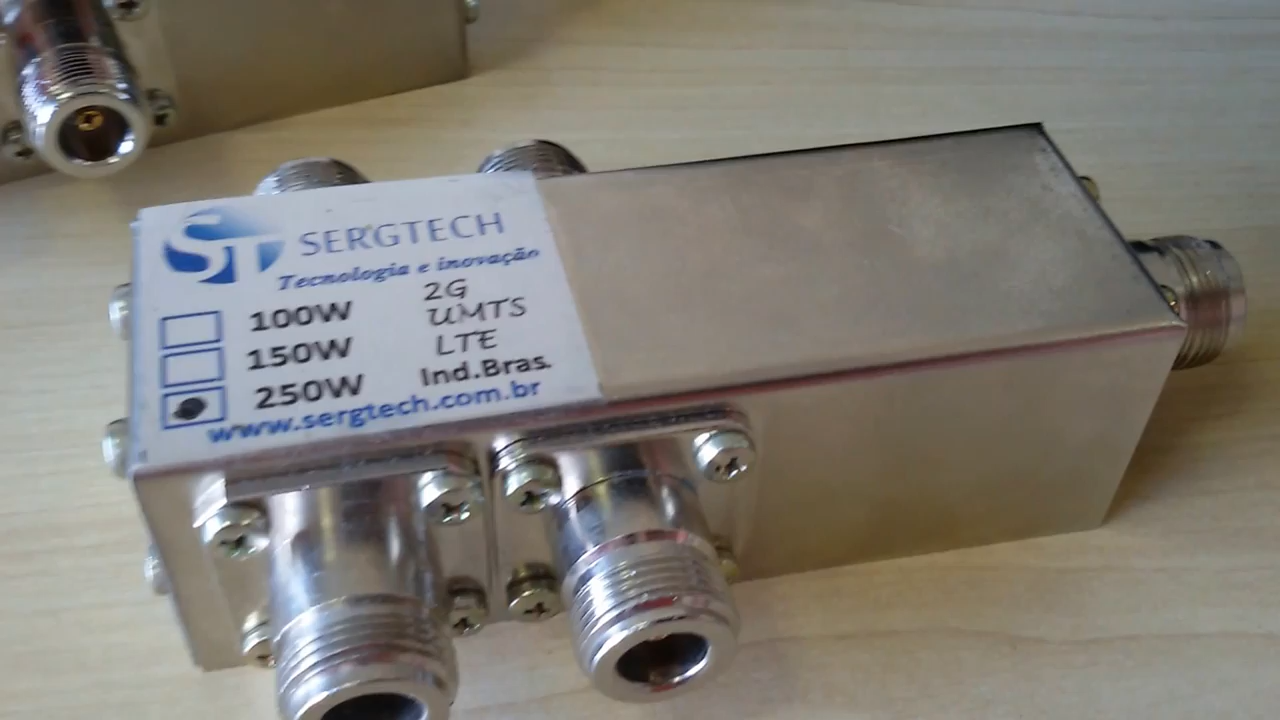 ST SERGTECH
Tecnologia e inovação
100W 2G
150W UMTS
250W LTE
Ind.Bras.
www.sergtech.com.br